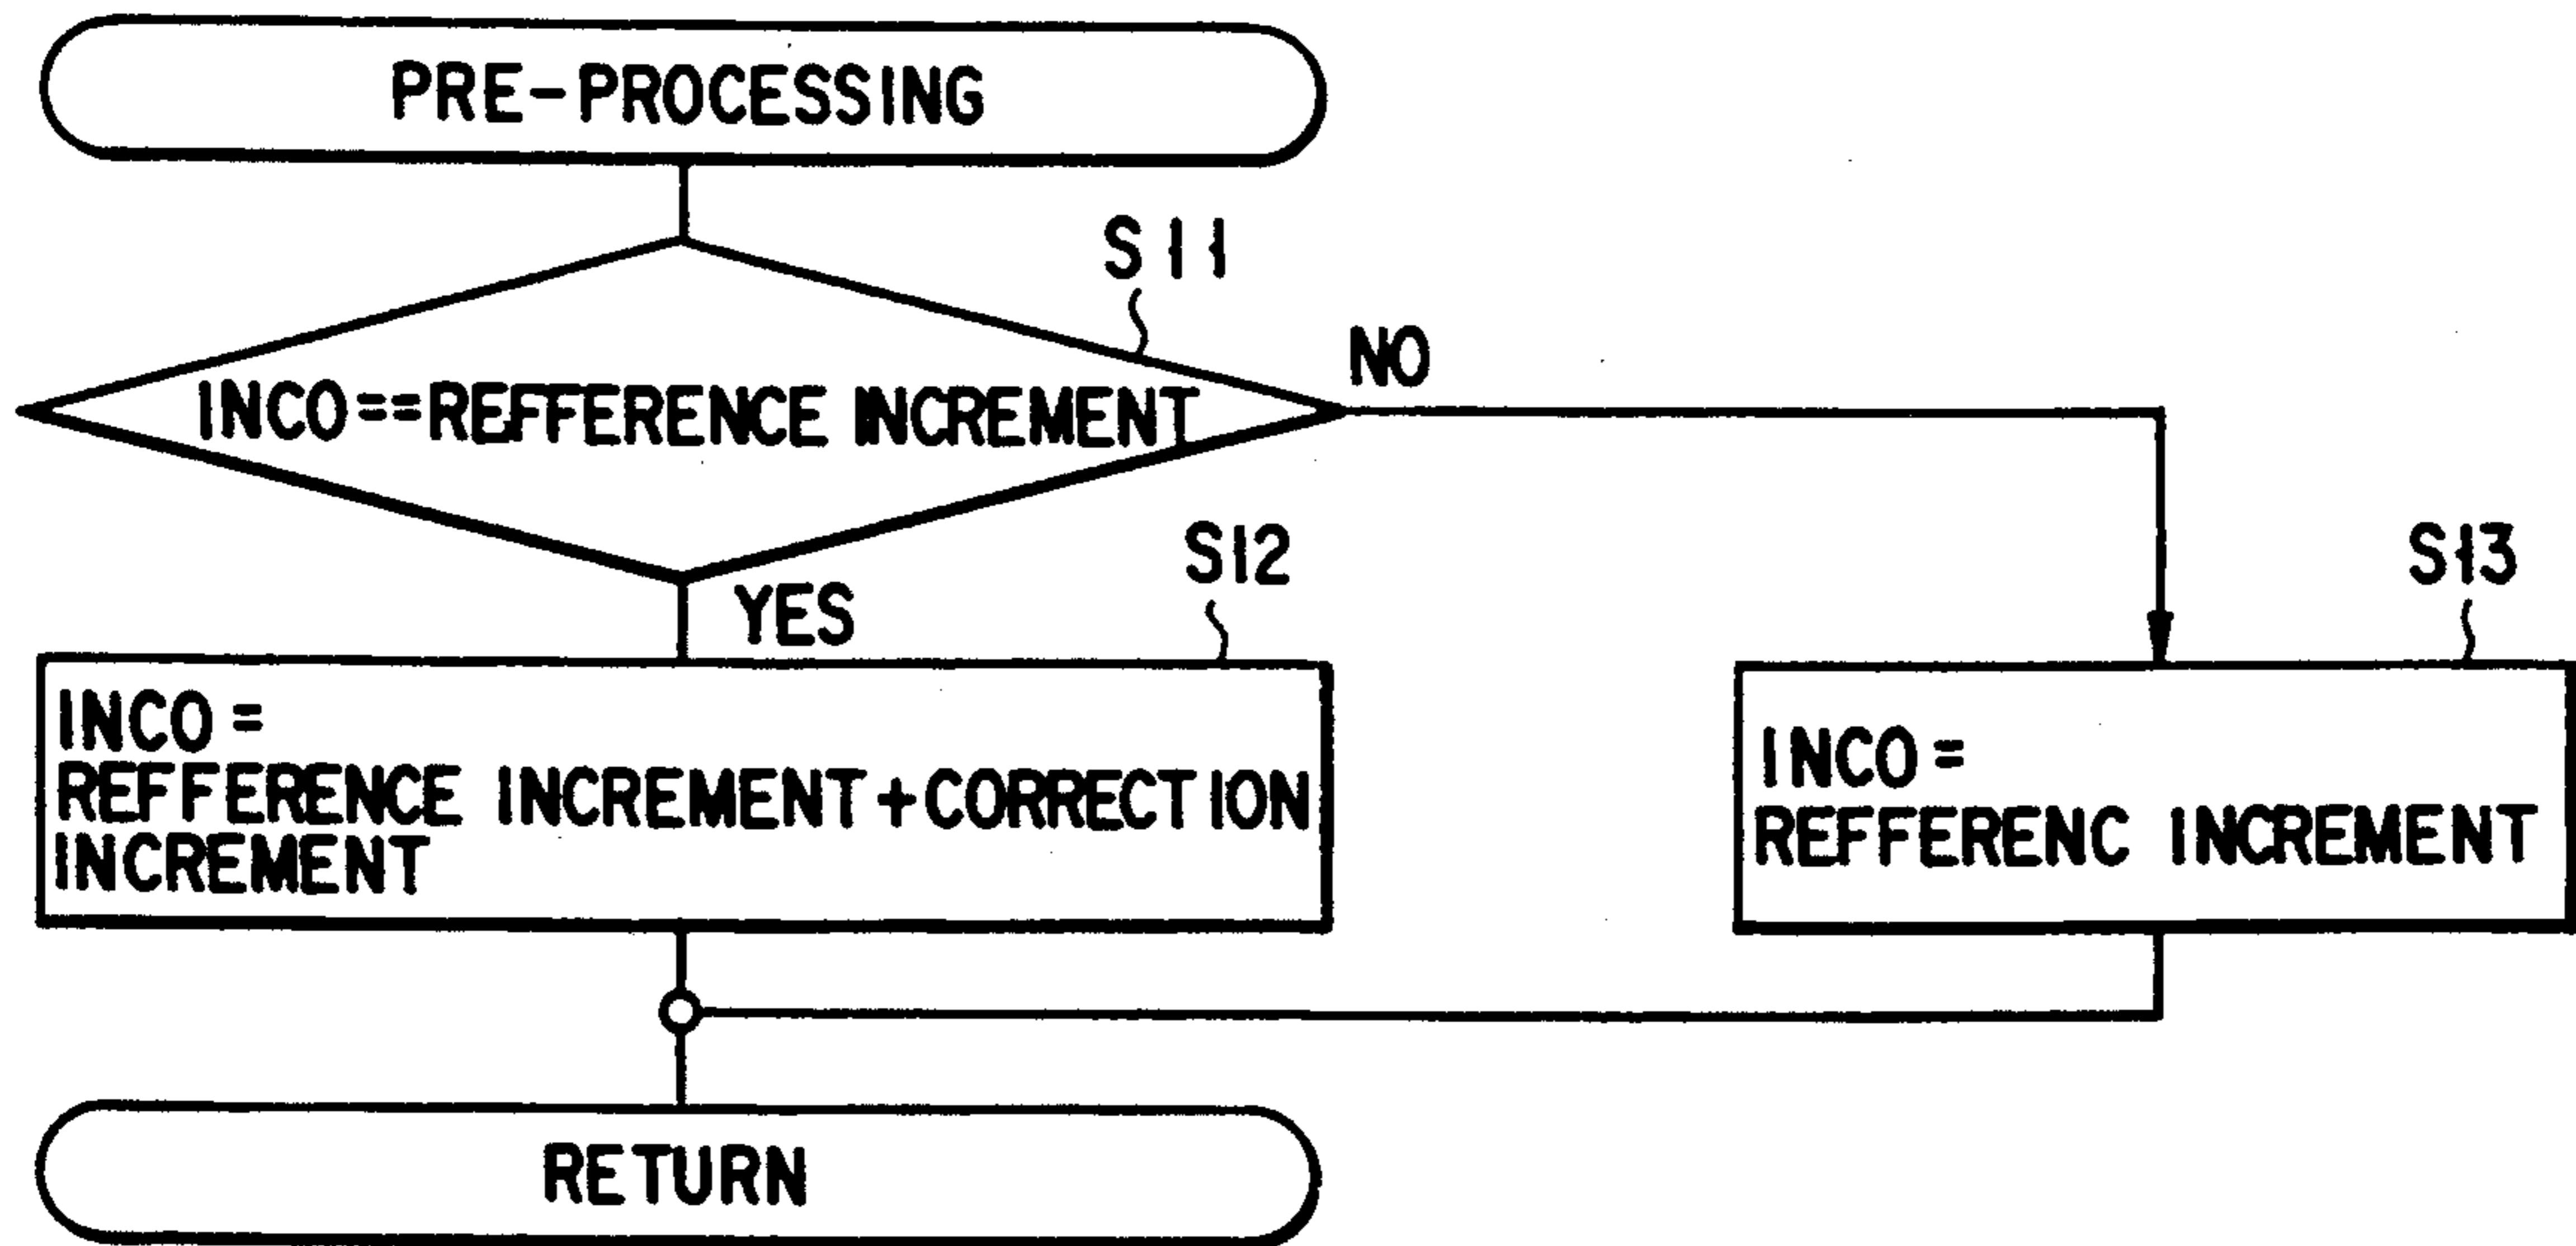 PRE-PROCESSING
S11
INCO==REFFERENCE INCREMENT
NO
YES
S12
S13
INCO=
REFFERENCE INCREMENT+CORRECTION
INCREMENT
INCO=
REFFERENC INCREMENT
RETURN